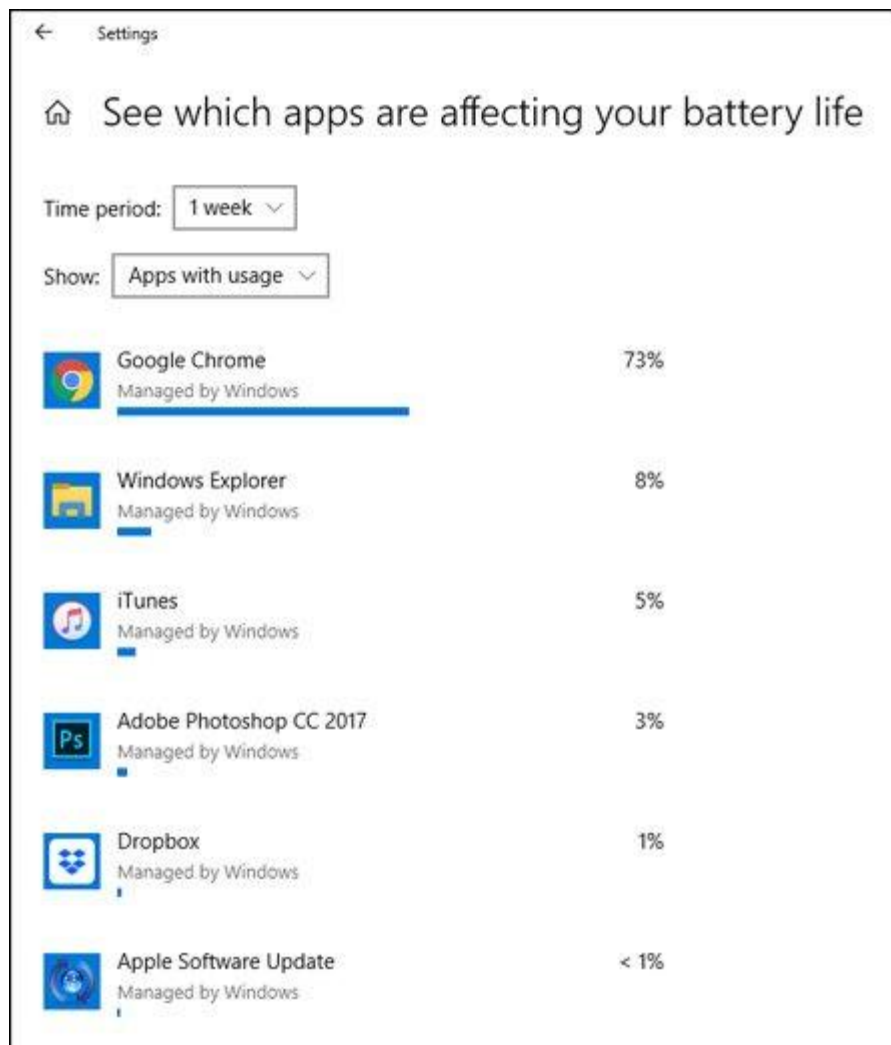 Settings
See which apps are affecting your battery life
Time period: 1 week
Show: Apps with usage
Google Chrome 73%
Managed by Windows
Windows Explorer 8%
Managed by Windows
iTunes 5%
Managed by Windows
Ps Adobe Photoshop CC 2017 3%
Managed by Windows
Dropbox 1%
Managed by Windows
Apple Software Update < 1%
Managed by Windows